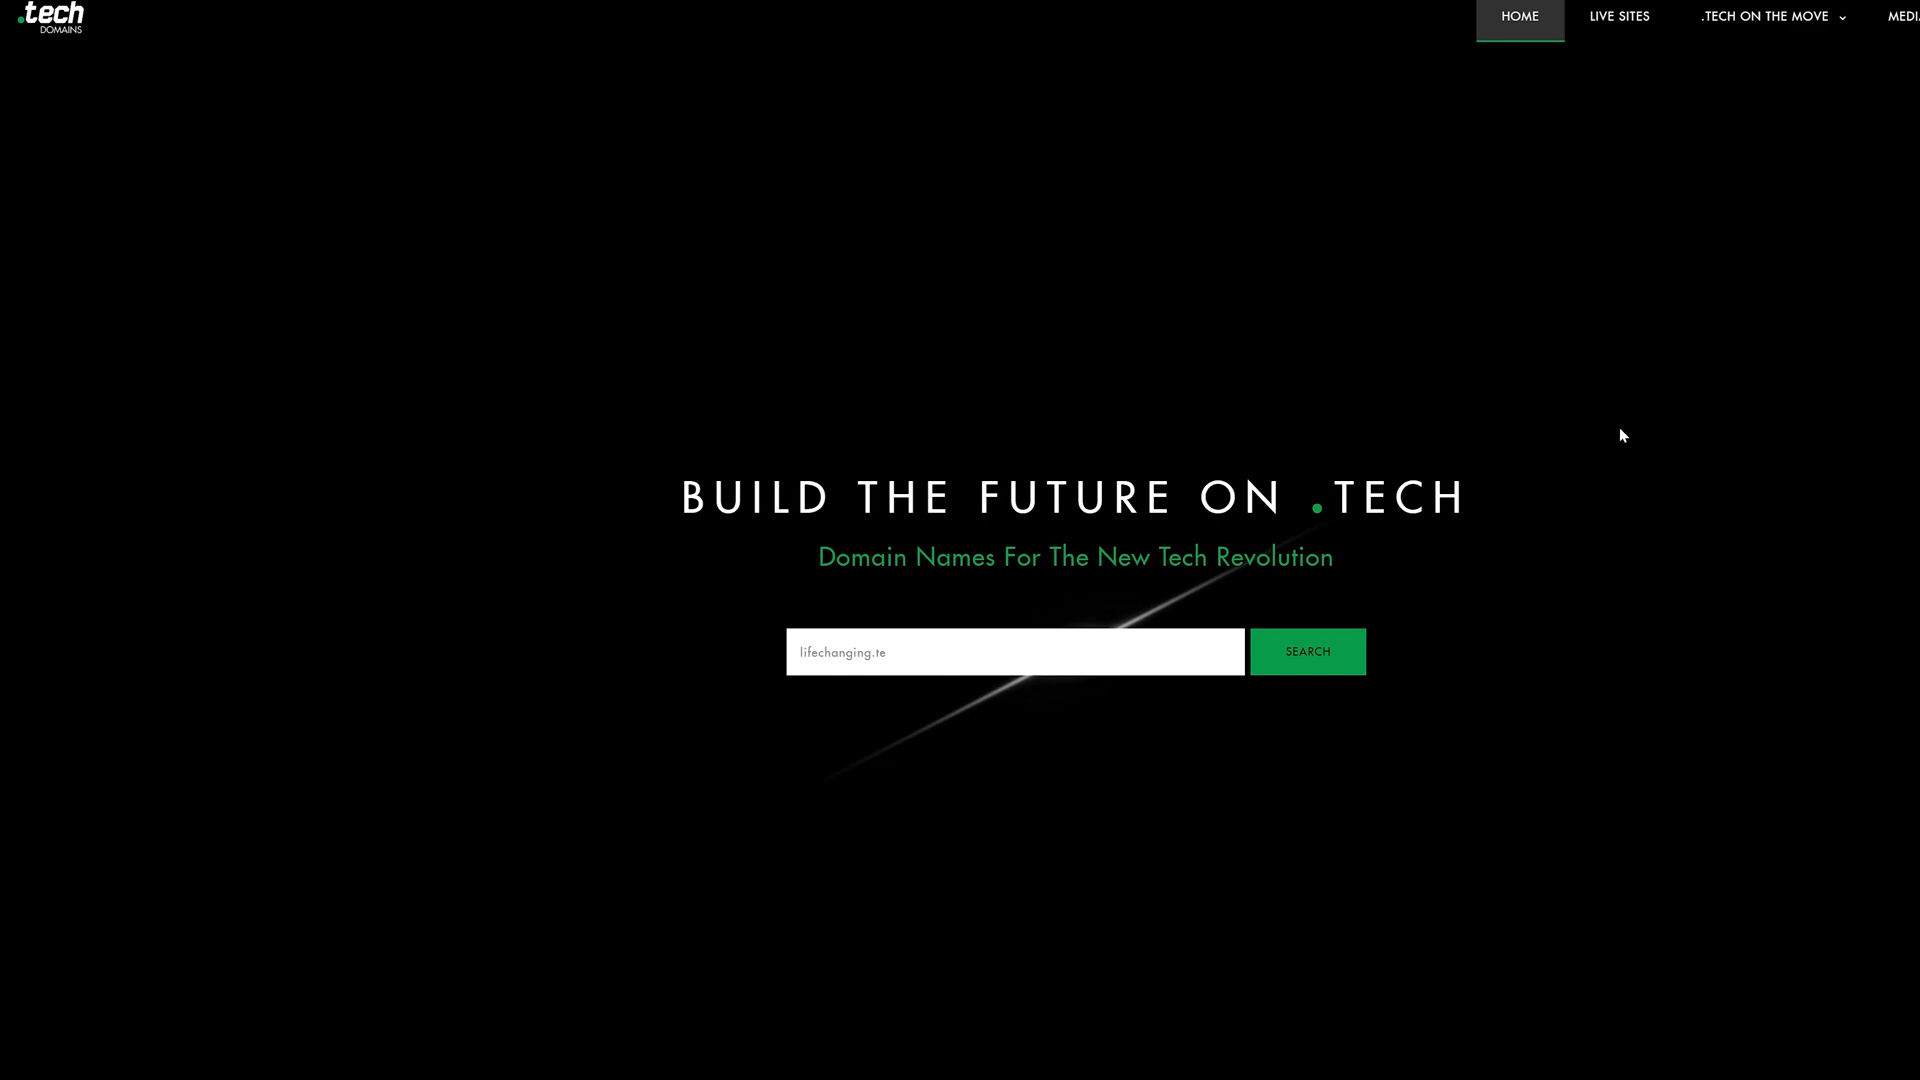 .tech
DOMAINS
HOME
LIVE SITES
.TECH ON THE MOVE
MEDI
BUILD THE FUTURE ON .TECH
Domain Names For The New Tech Revolution
lifechanging.te
SEARCH